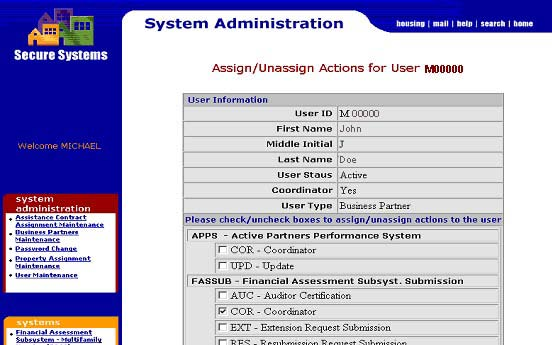 System Administration
housing | mail | help | search | home
Secure Systems
Assign/Unassign Actions for User M00000
Welcome MICHAEL
system
administration
Assistance Contract
Assignment Maintenance
Business Partners
Maintenance
Password Change
Property Assignment
Maintenance
User Maintenance
systems
Financial Assessment
Subsystem - Multifamily
User Information
User ID M 00000
First Name John
Middle Initial J
Last Name Doe
User Staus Active
Coordinator Yes
User Type Business Partner
Please check/uncheck boxes to assign/unassign actions to the user
APPS - Active Partners Performance System
COR - Coordinator
UPD - Update
FASSUB - Financial Assessment Subsyst. Submission
AUC - Auditor Certification
COR - Coordinator
EXT - Extension Request Submission
RES - Resubmission Request Submission